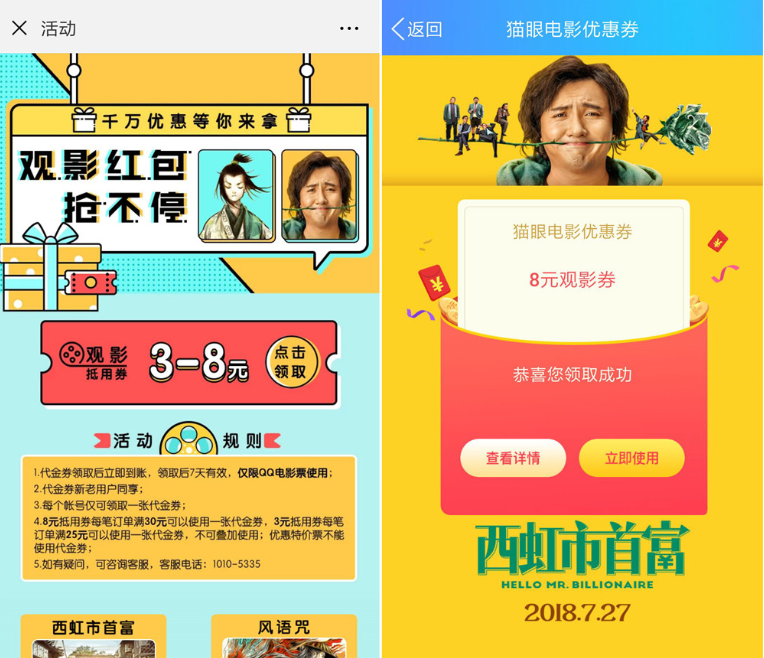 活动
千万优惠等你来拿
观影红包
抢不停
观影
抵用券
3-8元
点击
领取
活动规则
1.代金券领取后立即到账，领取后7天有效，仅限QQ电影票使用；
2.代金券新老用户同享；
3.每个帐号仅可领取一张代金券；
4.8元抵用券每笔订单满30元可以使用一张代金券，3元抵用券每笔
订单满25元可以使用一张代金券，不可叠加使用；优惠特价票不能
使用代金券；
5.如有疑问，可咨询客服，客服电话：1010-5335
西虹市首富
风语咒
返回
猫眼电影优惠券
猫眼电影优惠券
8元观影券
¥
¥
恭喜您领取成功
查看详情
立即使用
西虹市首富
HELLO MR. BILLIONAIRE
2018.7.27